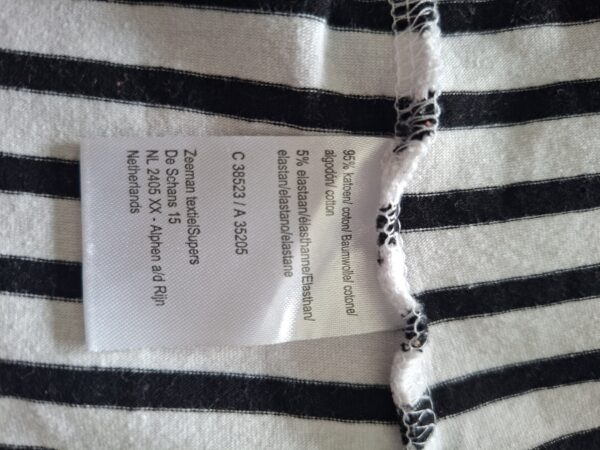 95% katoen/ coton/ Baumwolle/ cotone/
algodón/ cotton
5% elastaan/élasthanne/Elasthan/
elastan/elastano/elastane
C 38523 / A 35205
Zeeman textielSupers
De Schans 15
NL 2405 XX - Alphen a/d Rijn
Netherlands